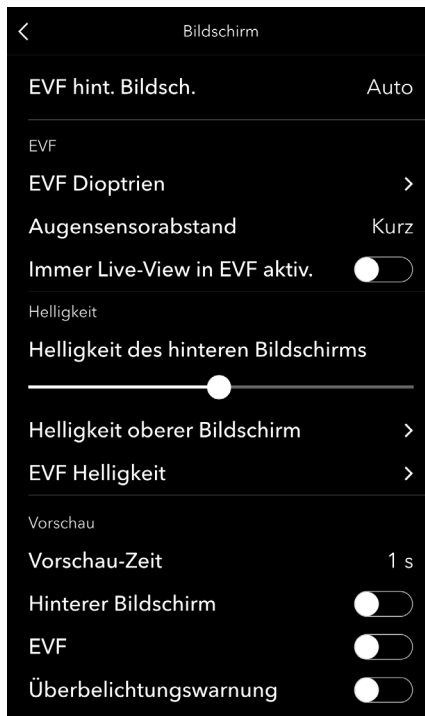 Bildschirm
EVF hint. Bildsch. Auto
EVF
EVF Dioptrien
Augensensorabstand Kurz
Immer Live-View in EVF aktiv.
Helligkeit
Helligkeit des hinteren Bildschirms
Helligkeit oberer Bildschirm
EVF Helligkeit
Vorschau
Vorschau-Zeit 1 s
Hinterer Bildschirm
EVF
Überbelichtungswarnung